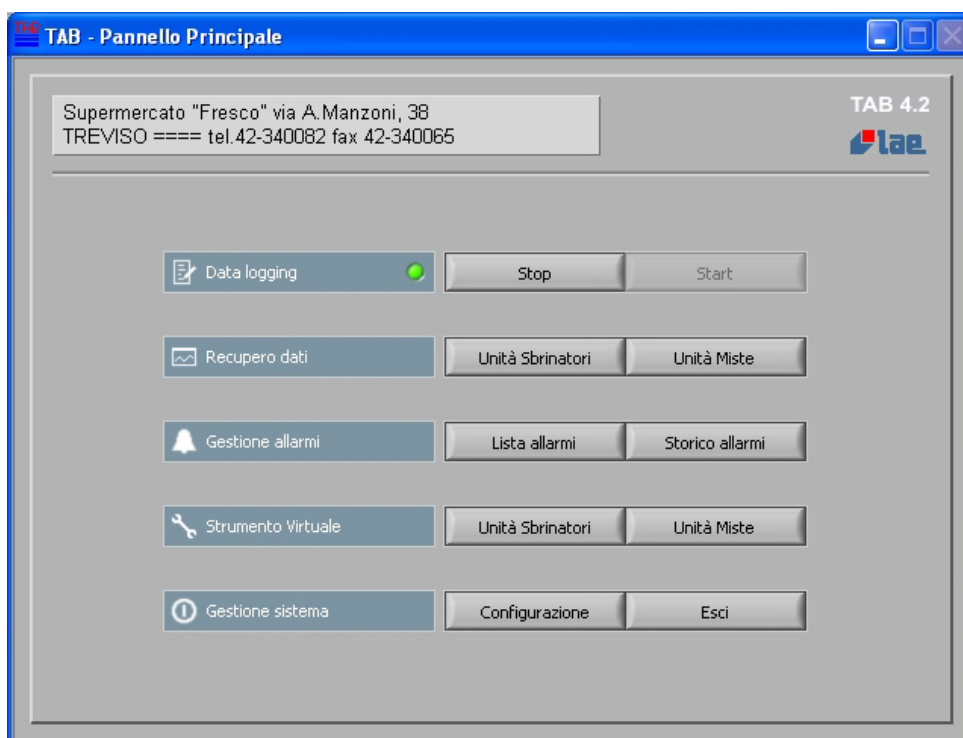 TAB
TAB - Pannello Principale
Supermercato "Fresco" via A.Manzoni, 38
TREVISO ==== tel.42-340082 fax 42-340065
TAB 4.2
lae
Data logging
Stop
Start
Recupero dati
Unità Sbrinatori
Unità Miste
Gestione allarmi
Lista allarmi
Storico allarmi
Strumento Virtuale
Unità Sbrinatori
Unità Miste
Gestione sistema
Configurazione
Esci